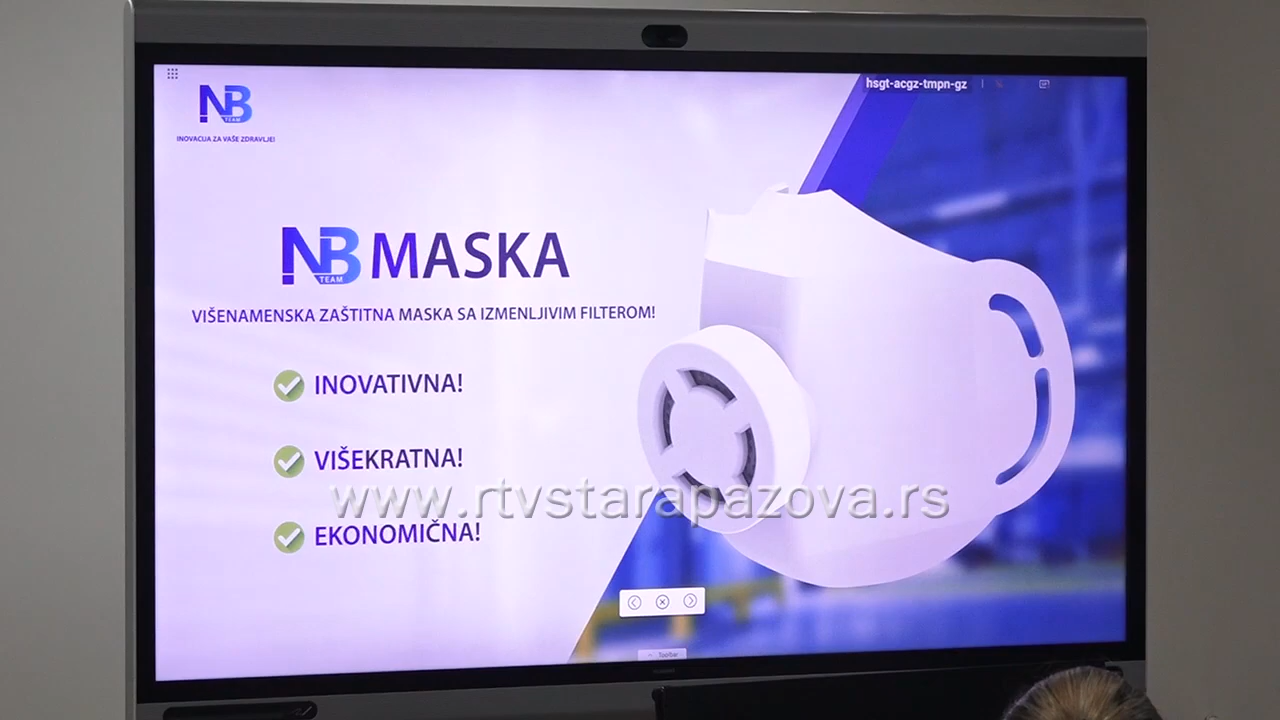 hsgt-acgz-tmpn-gz
NB
TEAM
INOVACIJA ZA VAŠE ZDRAVLJE!
NB MASKA
TEAM
VIŠENAMENSKA ZAŠTITNA MASKA SA IZMENLJIVIM FILTEROM!
INOVATIVNA!
VIŠEKRATNA!
www.rtvstarapazova.rs
EKONOMIČNA!
Toolbar